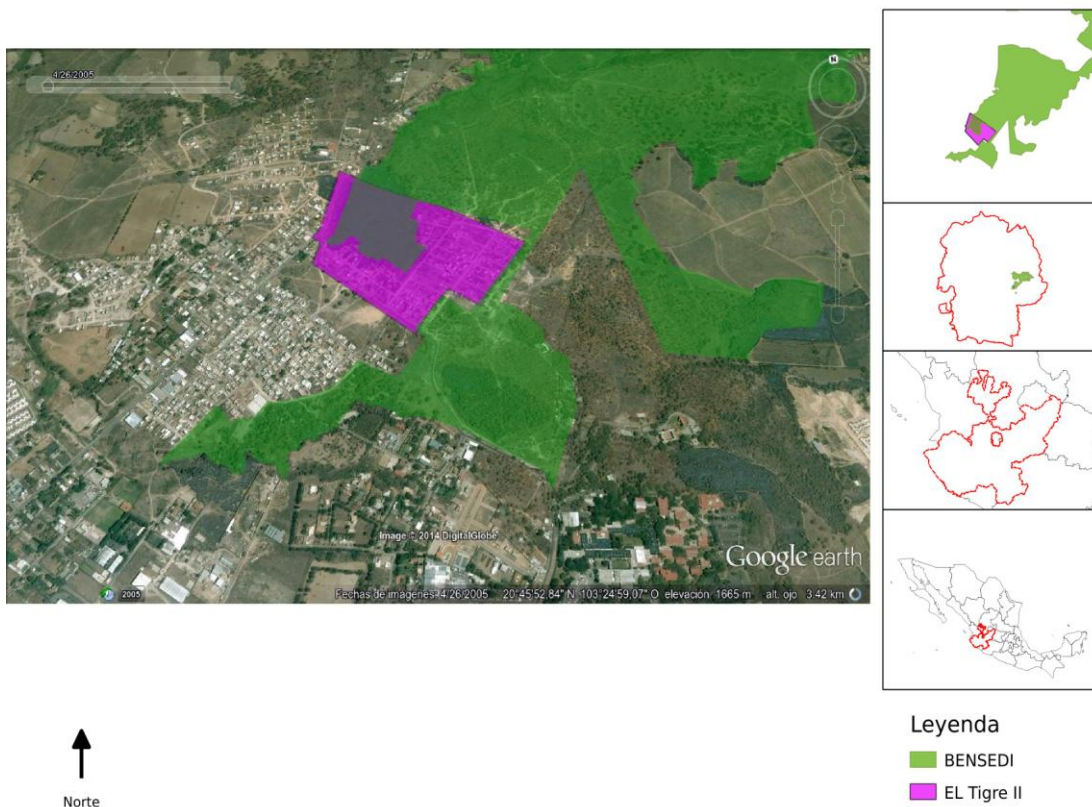 4/26/2005
N
Image © 2014 DigitalGlobe
Google earth
2005
Fechas de imágenes: 4/26/2005 20°45'52,84" N 103°24'59,07" O elevación 1665 m alt. ojo 3.42 km
Norte
Leyenda
BENSEDI
EL Tigre II